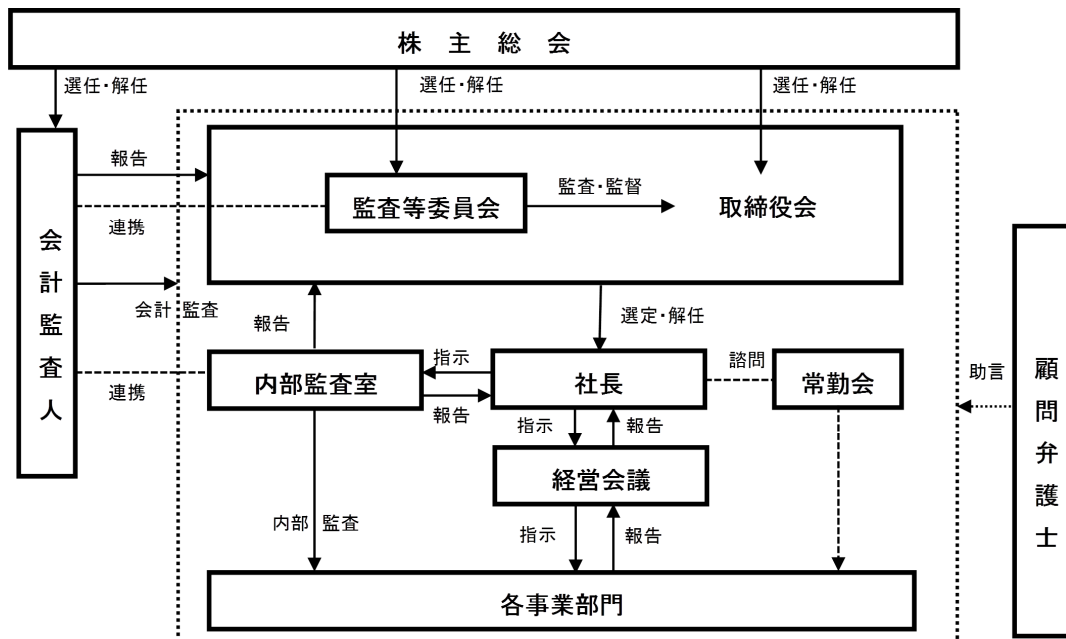 株主総会
選任・解任
選任・解任
選任・解任
会計監査人
報告
連携
会計監査
連携
監査等委員会
監査・監督
取締役会
報告
選定・解任
内部監査室
指示
報告
社長
諮問
常勤会
指示
報告
経営会議
内部監査
指示
報告
各事業部門
助言
顧問弁護士